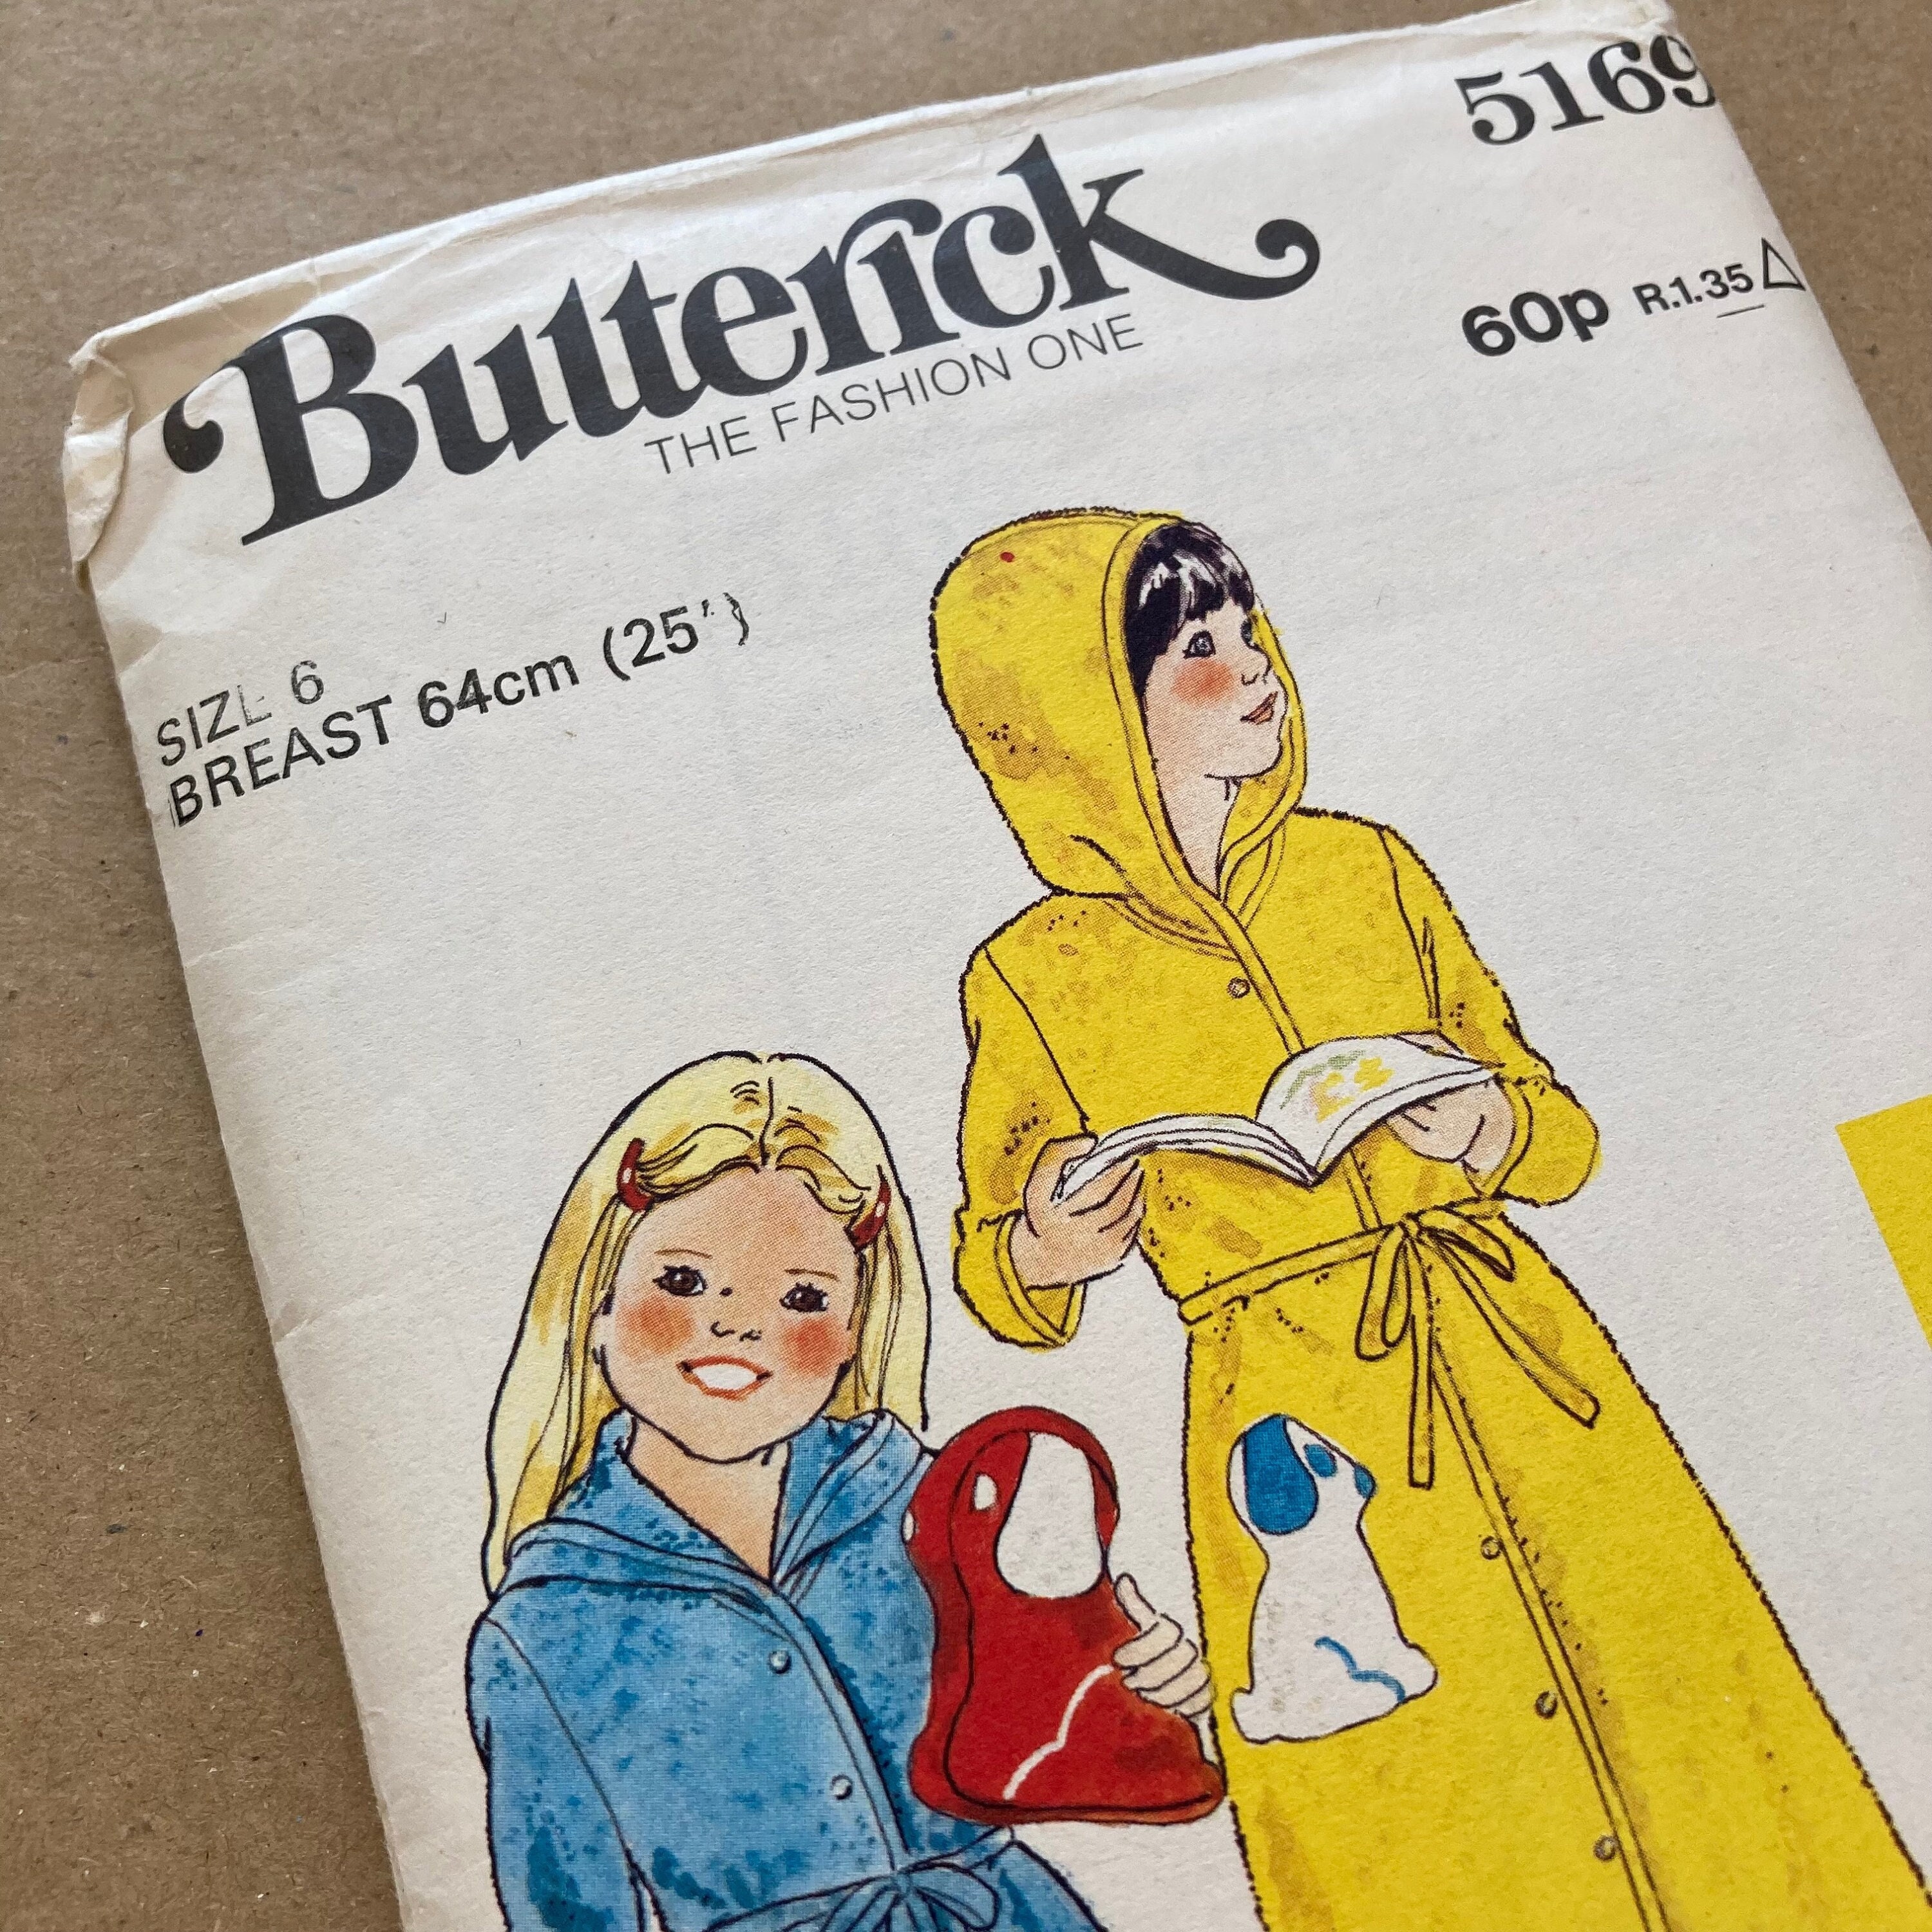 5169
Butterick
THE FASHION ONE
60p R.1.35 △
SIZE 6
BREAST 64cm (25")